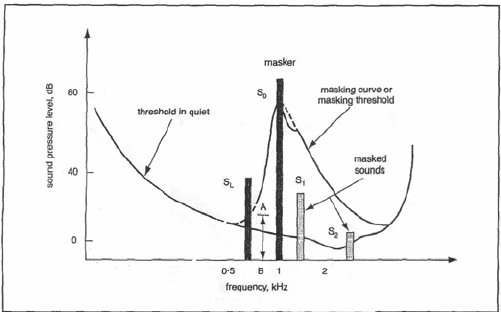 masker
sound pressure level, dB
80
40
0
threshold in quiet
S₀
masking curve or
masking threshold
masked
sounds
S_L
A
S₁
S₂
0·5
B
1
2
frequency, kHz